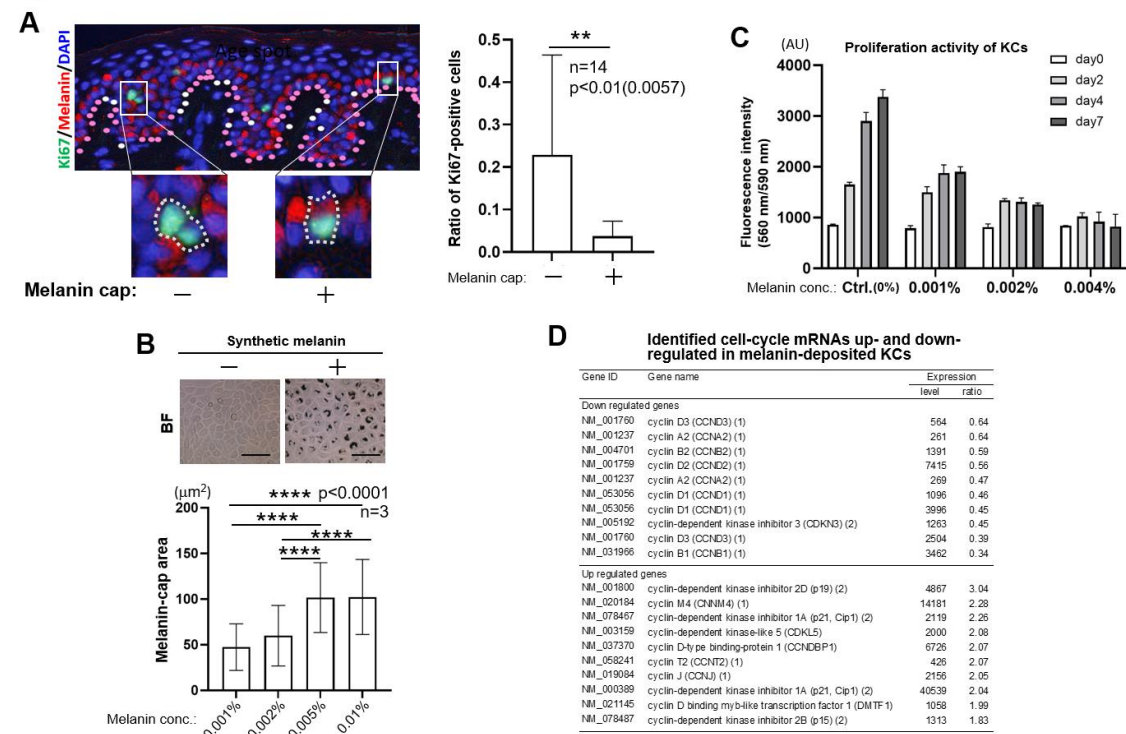 A
Ki67/Melanin/DAPI
Age spot
Melanin cap: − +
0.5
0.4
0.3
0.2
0.1
0.0
Ratio of Ki67-positive cells
**
n=14
p<0.01(0.0057)
Melanin cap: − +
C
(AU)
Proliferation activity of KCs
4000
3000
2000
1000
0
Fluorescence intensity
(560 nm/590 nm)
day0
day2
day4
day7
Melanin conc.: Ctrl.(0%) 0.001% 0.002% 0.004%
B
Synthetic melanin
− +
BF
(μm²)
200
150
100
50
0
Melanin-cap area
**** p<0.0001
n=3
****
****
****
Melanin conc.: 0.001% 0.002% 0.005% 0.01%
D
Identified cell-cycle mRNAs up- and down-
regulated in melanin-deposited KCs
Gene ID Gene name Expression
level ratio
Down regulated genes
NM_001760 cyclin D3 (CCND3) (1) 564 0.64
NM_001237 cyclin A2 (CCNA2) (1) 261 0.64
NM_004701 cyclin B2 (CCNB2) (1) 1391 0.59
NM_001759 cyclin D2 (CCND2) (1) 7415 0.56
NM_001237 cyclin A2 (CCNA2) (1) 269 0.47
NM_053056 cyclin D1 (CCND1) (1) 1096 0.46
NM_053056 cyclin D1 (CCND1) (1) 3996 0.45
NM_005192 cyclin-dependent kinase inhibitor 3 (CDKN3) (2) 1263 0.45
NM_001760 cyclin D3 (CCND3) (1) 2504 0.39
NM_031966 cyclin B1 (CCNB1) (1) 3462 0.34
Up regulated genes
NM_001800 cyclin-dependent kinase inhibitor 2D (p19) (2) 4867 3.04
NM_020184 cyclin M4 (CNNM4) (1) 14181 2.28
NM_078467 cyclin-dependent kinase inhibitor 1A (p21, Cip1) (2) 2119 2.26
NM_003159 cyclin-dependent kinase-like 5 (CDKL5) 2000 2.08
NM_037370 cyclin D-type binding-protein 1 (CCNDBP1) 6726 2.07
NM_058241 cyclin T2 (CCNT2) (1) 426 2.07
NM_019084 cyclin J (CCNJ) (1) 2156 2.05
NM_000389 cyclin-dependent kinase inhibitor 1A (p21, Cip1) (2) 40539 2.04
NM_021145 cyclin D binding myb-like transcription factor 1 (DMTF1) 1058 1.99
NM_078487 cyclin-dependent kinase inhibitor 2B (p15) (2) 1313 1.83